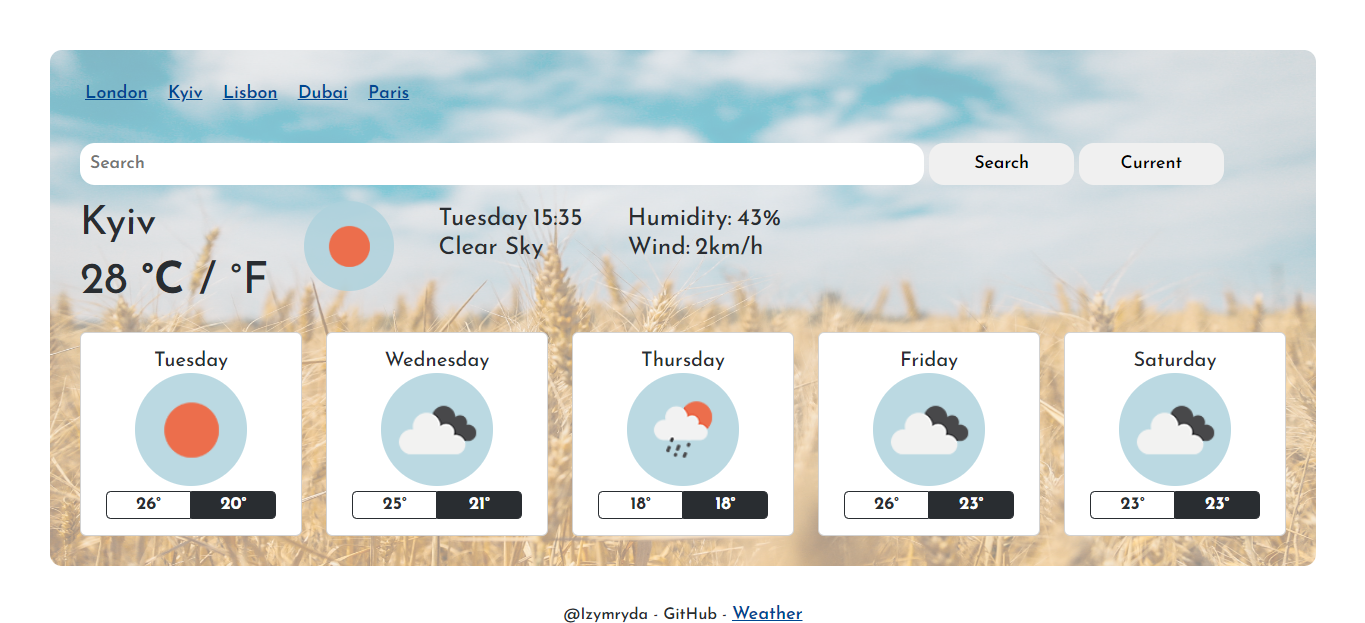 London Kyiv Lisbon Dubai Paris
Search Search Current
Kyiv
28 °C / °F
Tuesday 15:35
Clear Sky
Humidity: 43%
Wind: 2km/h
Tuesday
26° 20°
Wednesday
25° 21°
Thursday
18° 18°
Friday
26° 23°
Saturday
23° 23°
@Izymryda - GitHub - Weather